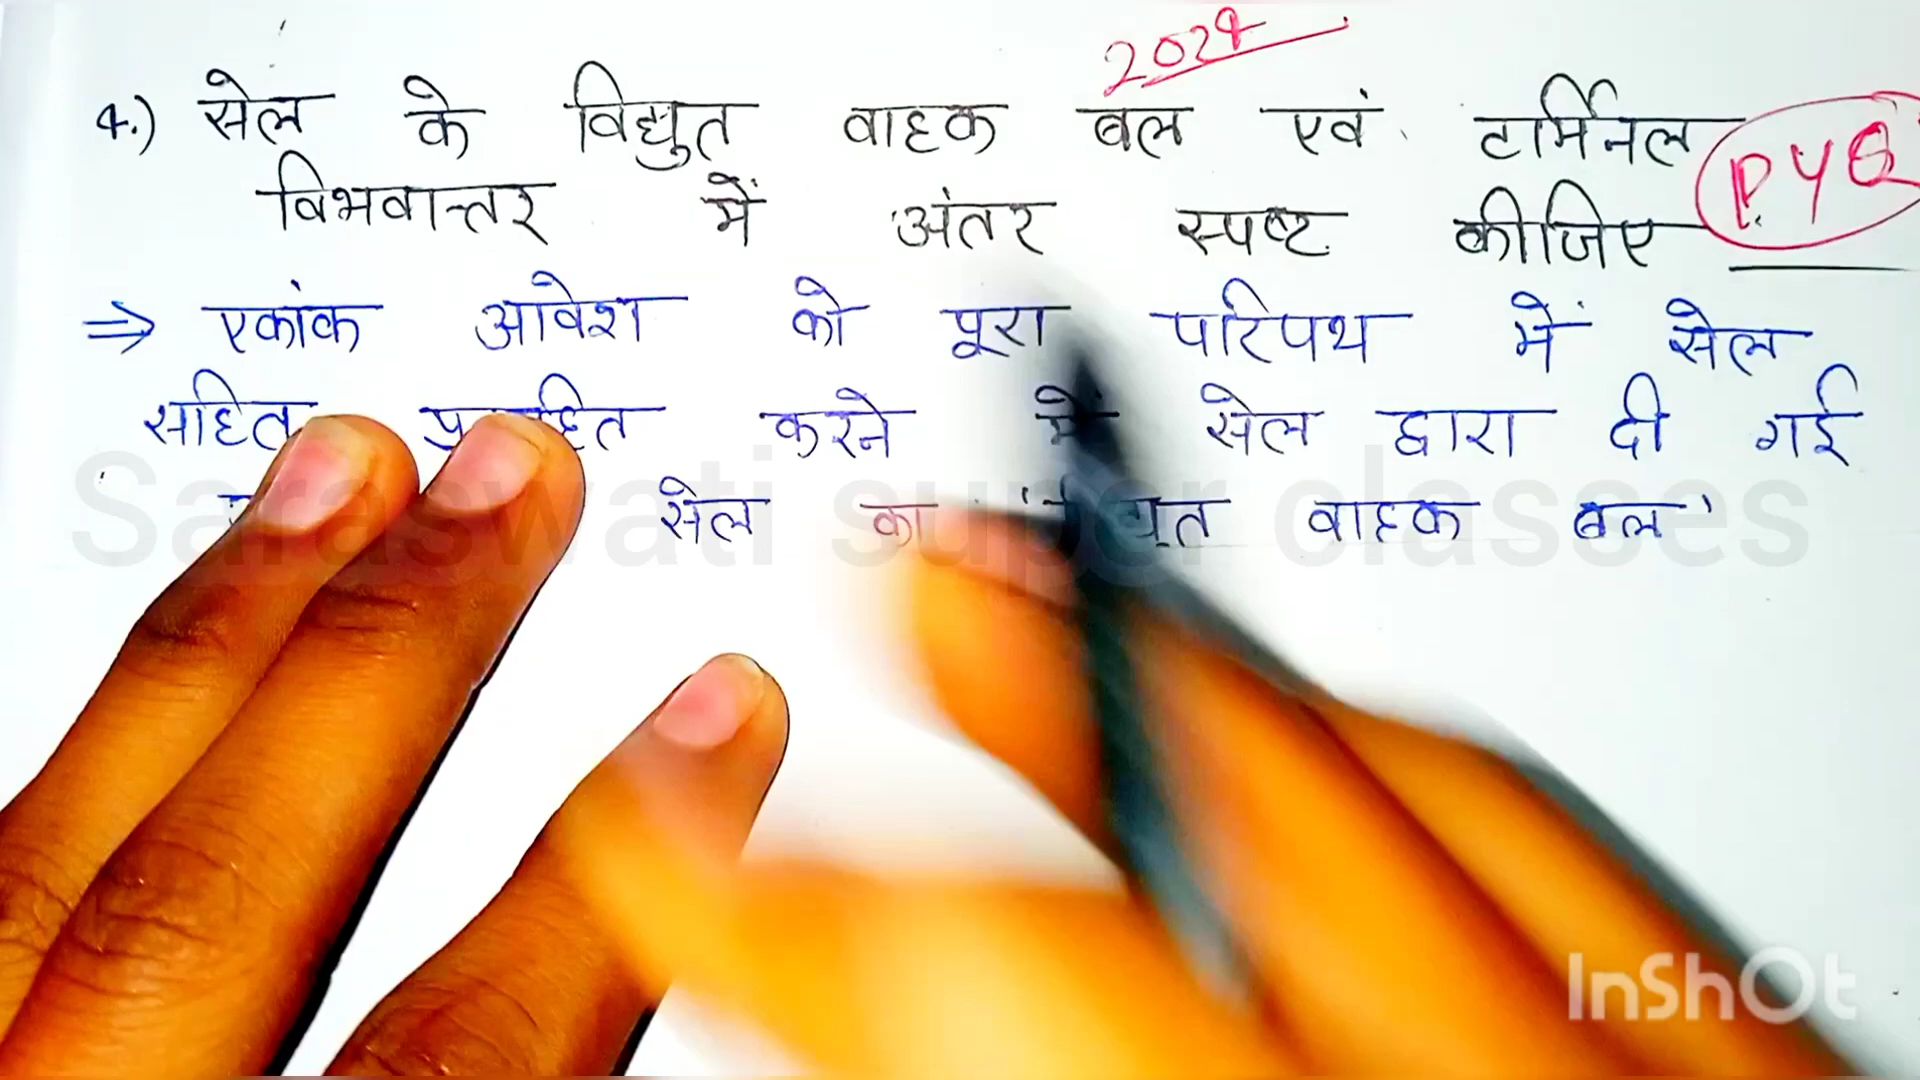 2024
4.) सेल के विद्युत वाहक बल एवं टर्मिनल
PYQ
विभवान्तर में अंतर स्पष्ट कीजिए
⇒ एकांक आवेश को पूरा परिपथ में सेल
सहित करने में सेल द्वारा दी गई
सेल का वाहक बल'
Saraswati super classes
InShOt